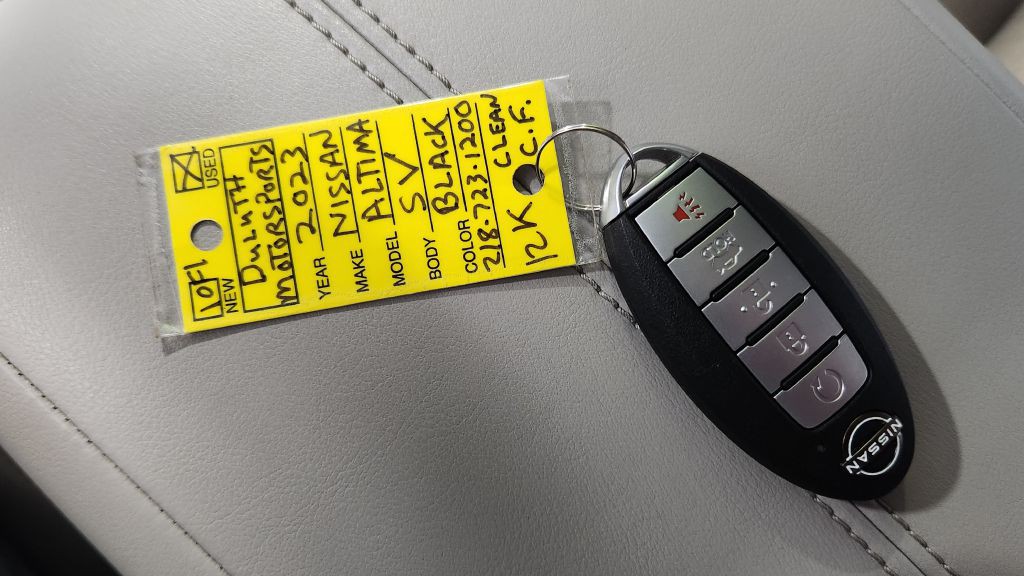 1 OF 1
NEW
USED
DULUTH
MOTORSPORTS
YEAR 2023
MAKE NISSAN
MODEL ALTIMA
BODY SV
COLOR BLACK
218-723-1200
12K CLEAN
C.F.
NISSAN